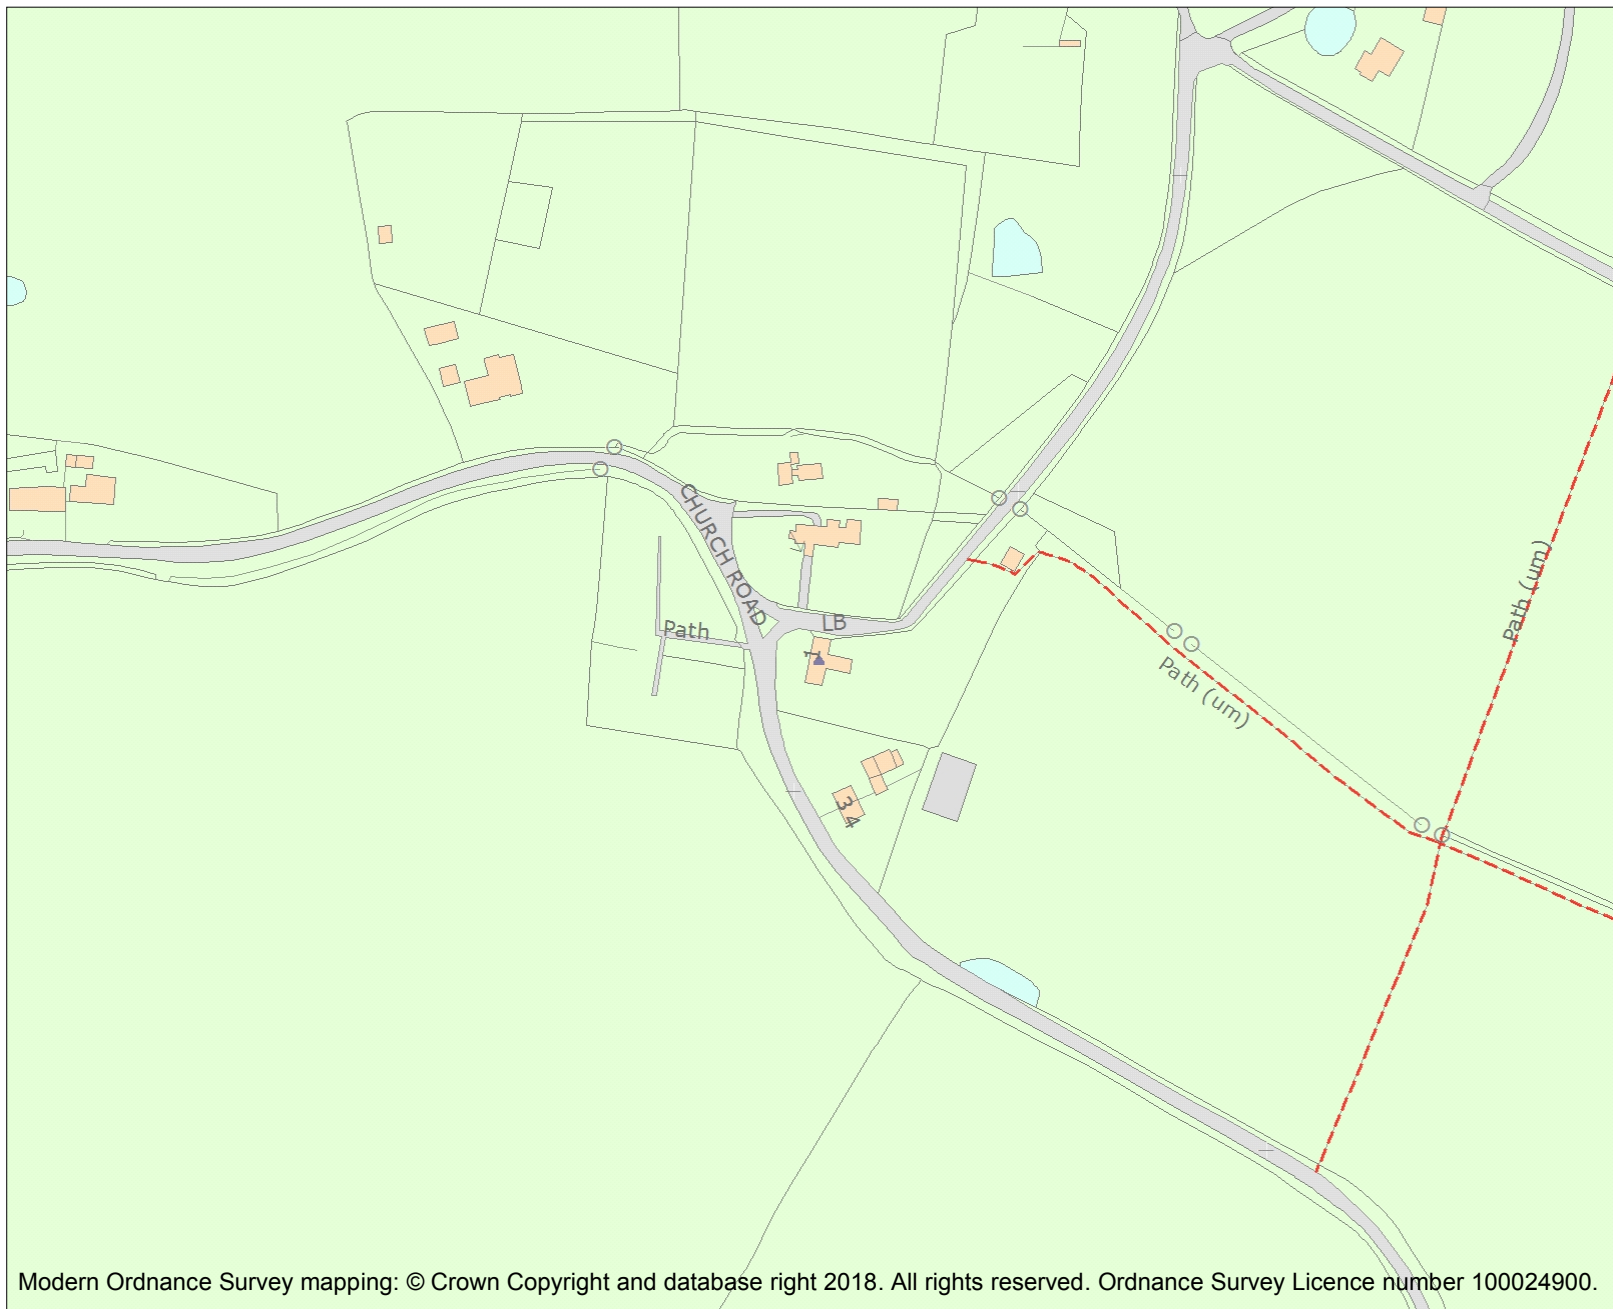 CHURCH ROAD
Path (um)
LB
Path
1
Path (um)
3
4
Modern Ordnance Survey mapping: © Crown Copyright and database right 2018. All rights reserved. Ordnance Survey Licence number 100024900.